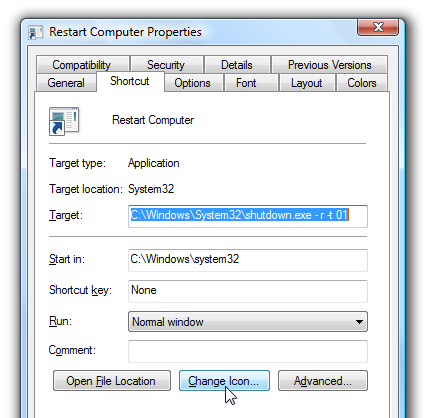 Restart Computer Properties
Compatibility Security Details Previous Versions
General Shortcut Options Font Layout Colors
Restart Computer
Target type: Application
Target location: System32
Target: C:\Windows\System32\shutdown.exe - r -t 01
Start in: C:\Windows\system32
Shortcut key: None
Run: Normal window
Comment:
Open File Location Change Icon... Advanced...